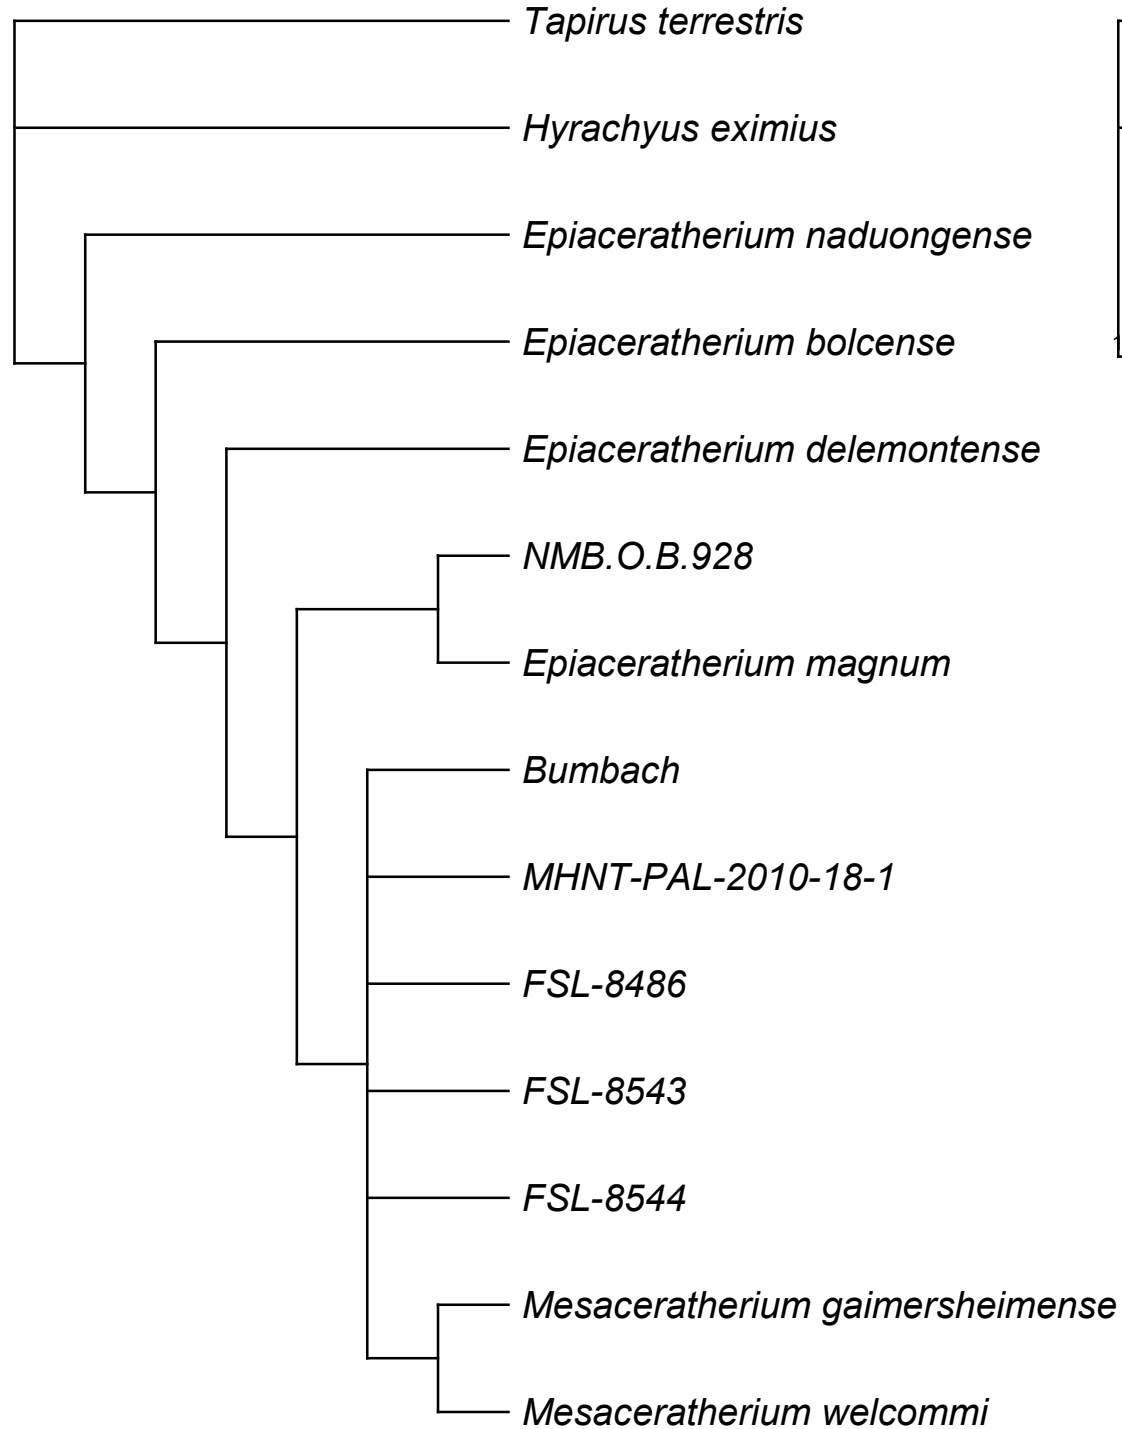 Tapirus terrestris
Hyrachyus eximius
Epiaceratherium naduongense
Epiaceratherium bolcense
Epiaceratherium delemontense
NMB.O.B.928
Epiaceratherium magnum
Bumbach
MHNT-PAL-2010-18-1
FSL-8486
FSL-8543
FSL-8544
Mesaceratherium gaimersheimense
Mesaceratherium welcommi